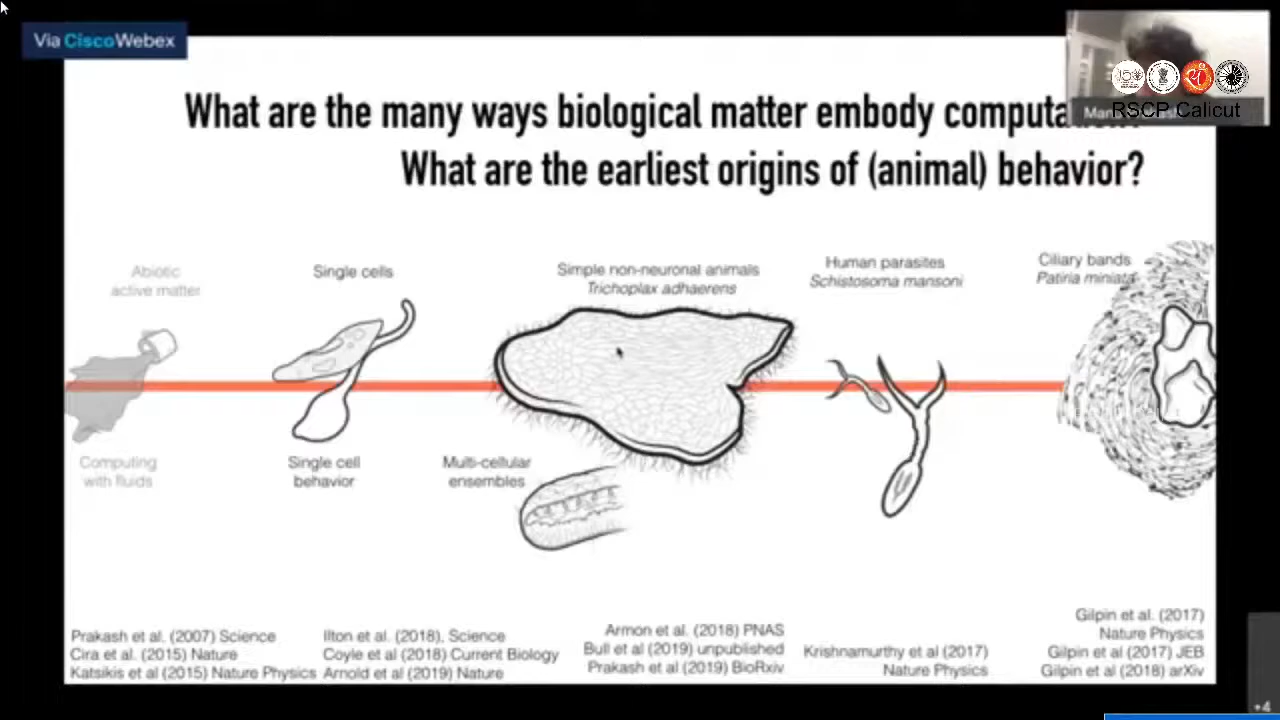 Via CiscoWebex
RSCP Calicut
What are the many ways biological matter embody
What are the earliest origins of (animal) behavior?
Abiotic
active matter
Single cells
Simple non-neuronal animals
Trichoplax adhaerens
Human parasites
Schistosoma mansoni
Ciliary bands
Patiria miniata
Computing
with fluids
Single cell
behavior
Multi-cellular
ensembles
Prakash et al. (2007) Science
Cira et al. (2015) Nature
Katsikis et al (2015) Nature Physics
Ilton et al. (2018), Science
Coyle et al (2018) Current Biology
Arnold et al (2019) Nature
Armon et al. (2018) PNAS
Bull et al (2019) unpublished
Prakash et al (2019) BioRxiv
Krishnamurthy et al (2017)
Nature Physics
Gilpin et al. (2017)
Nature Physics
Gilpin et al (2017) JEB
Gilpin et al (2018) arXiv
+4